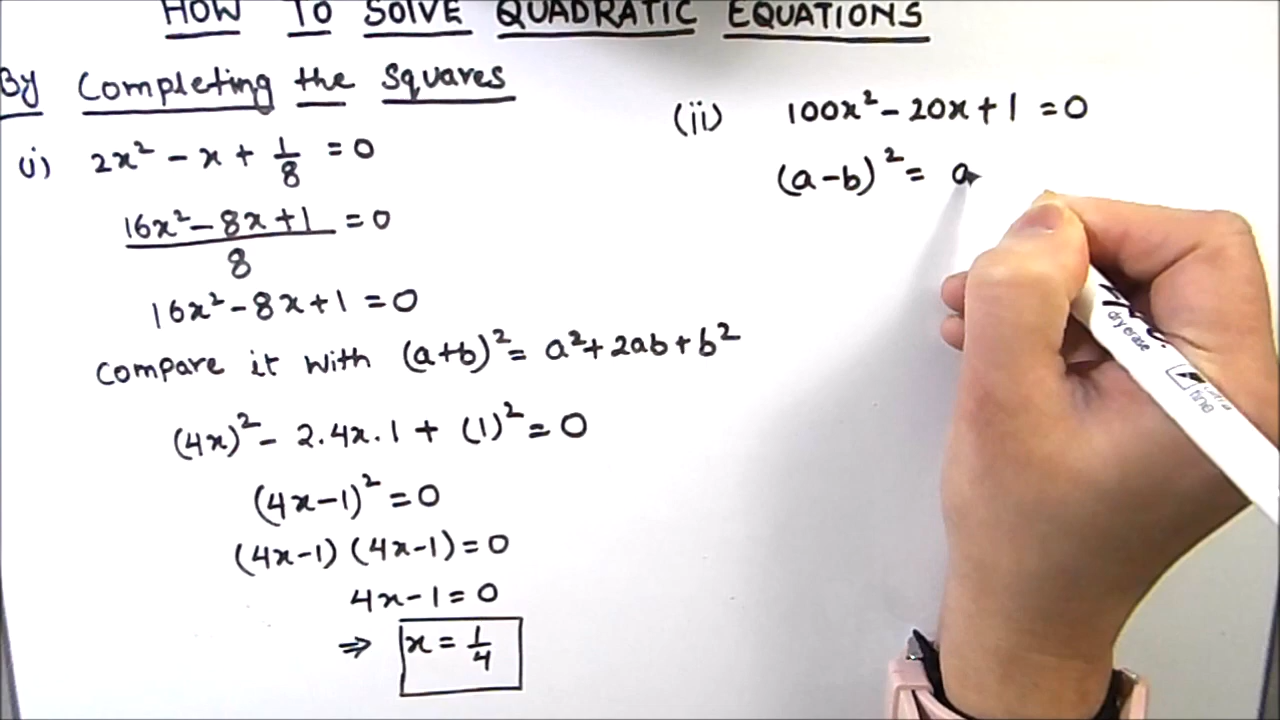 HOW TO SOLVE QUADRATIC EQUATIONS
By Completing the squares
(i) 2x² - x + 1/8 = 0
16x² - 8x + 1 / 8 = 0
16x² - 8x + 1 = 0
Compare it with (a+b)² = a² + 2ab + b²
(4x)² - 2.4x.1 + (1)² = 0
(4x-1)² = 0
(4x-1) (4x-1) = 0
4x-1 = 0
⇒ x = 1/4
(ii) 100x² - 20x + 1 = 0
(a-b)² = a
dry erase
fine